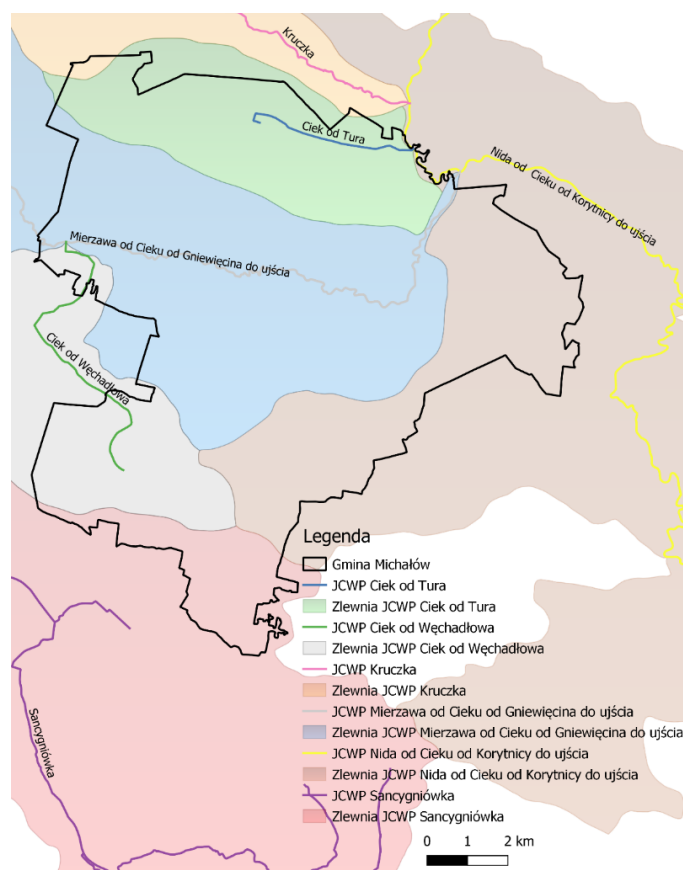 Kruczka
Ciek od Tura
Nida od Cieku od Korytnicy do ujścia
Mierzawa od Cieku od Gniewięcina do ujścia
Ciek od Węchadłowa
Sancygniówka
Legenda
Gmina Michałów
JCWP Ciek od Tura
Zlewnia JCWP Ciek od Tura
JCWP Ciek od Węchadłowa
Zlewnia JCWP Ciek od Węchadłowa
JCWP Kruczka
Zlewnia JCWP Kruczka
JCWP Mierzawa od Cieku od Gniewięcina do ujścia
Zlewnia JCWP Mierzawa od Cieku od Gniewięcina do ujścia
JCWP Nida od Cieku od Korytnicy do ujścia
Zlewnia JCWP Nida od Cieku od Korytnicy do ujścia
JCWP Sancygniówka
Zlewnia JCWP Sancygniówka
0 1 2 km